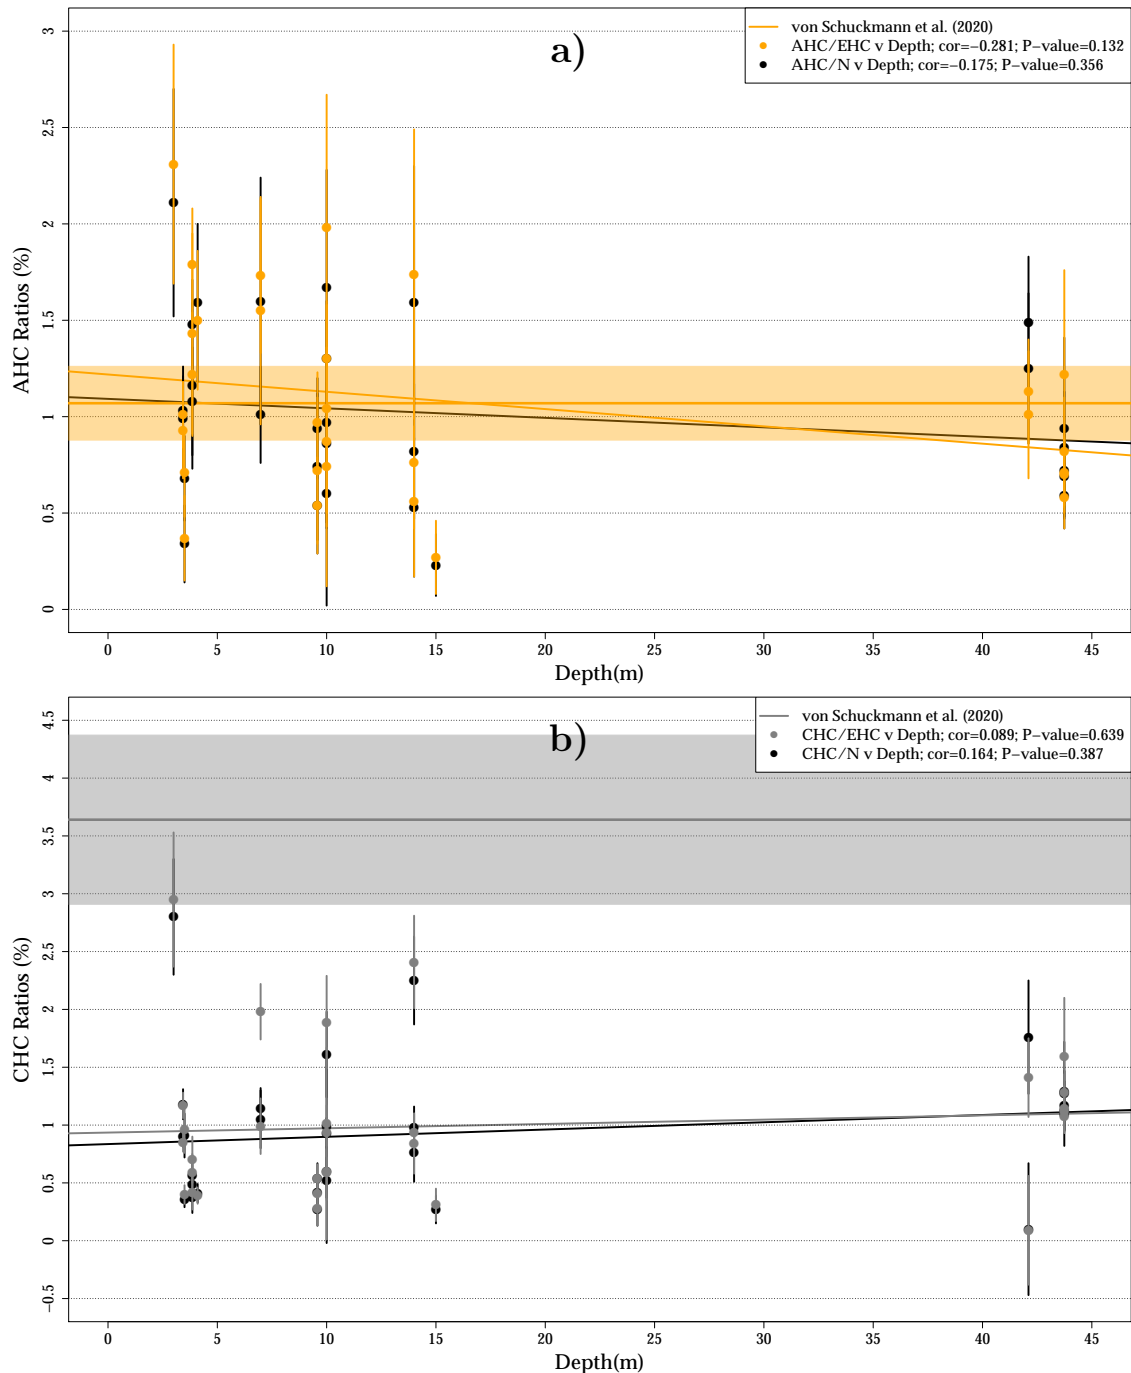 a)
von Schuckmann et al. (2020)
AHC/EHC v Depth; cor=−0.281; P−value=0.132
AHC/N v Depth; cor=−0.175; P−value=0.356
AHC Ratios (%)
3
2.5
2
1.5
1
0.5
0
0 5 10 15 20 25 30 35 40 45
Depth(m)
b)
von Schuckmann et al. (2020)
CHC/EHC v Depth; cor=0.089; P−value=0.639
CHC/N v Depth; cor=0.164; P−value=0.387
CHC Ratios (%)
4.5
4
3.5
3
2.5
2
1.5
1
0.5
0
−0.5
0 5 10 15 20 25 30 35 40 45
Depth(m)